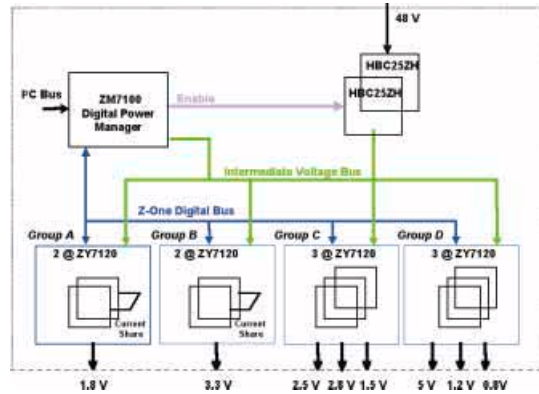 48 V
HBC25ZH
HBC25ZH
I²C Bus
ZM7100
Digital Power
Manager
Enable
Intermediate Voltage Bus
Z-One Digital Bus
Group A
Group B
Group C
Group D
2 @ ZY7120
2 @ ZY7120
3 @ ZY7120
3 @ ZY7120
Current
Share
Current
Share
1.8 V
3.3 V
2.5 V
2.8 V
1.5 V
5 V
1.2 V
0.8V